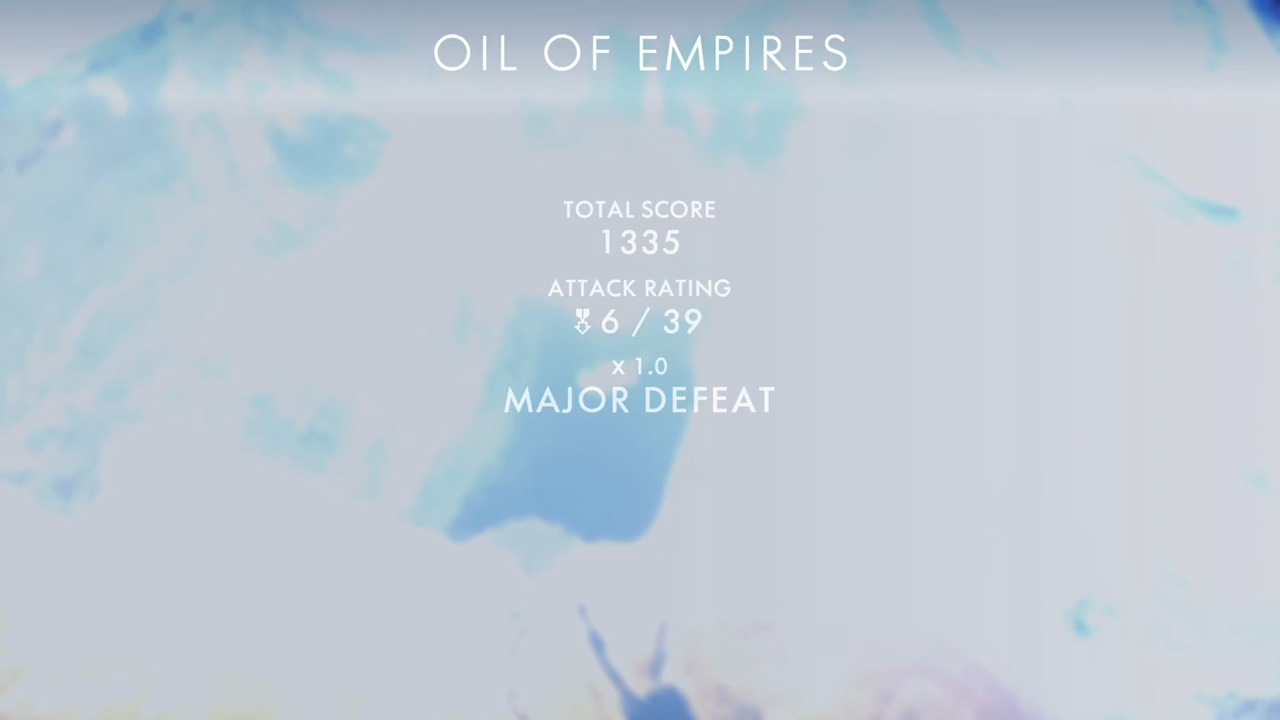 OIL OF EMPIRES
TOTAL SCORE
1335
ATTACK RATING
6 / 39
x 1.0
MAJOR DEFEAT